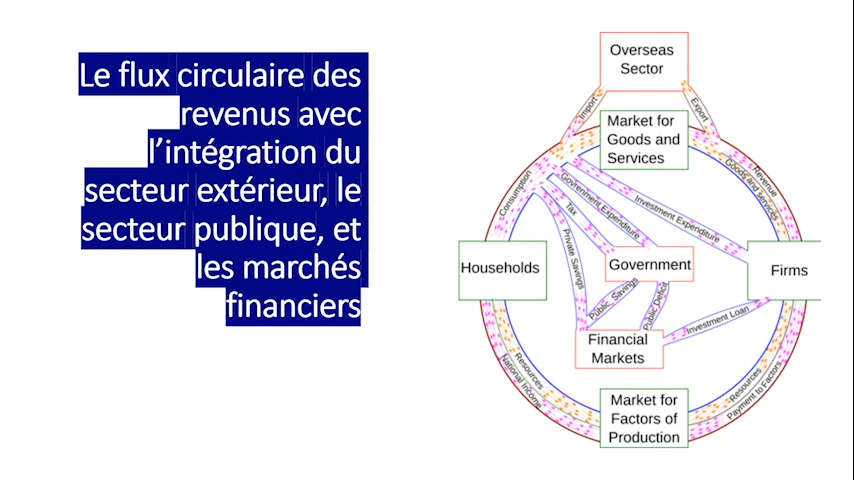 Le flux circulaire des
revenus avec
l’intégration du
secteur extérieur, le
secteur publique, et
les marchés
financiers
Overseas
Sector
Import
Export
Market for
Goods and
Services
Consumption
Revenue
Goods and services
Govrenment Expenditure
Investment Expenditure
Tax
Private Savings
Households
Government
Firms
Public, Savings
Public Deficit
Investment Loan
Financial
Markets
Resources
National Income
Resources
Payment to Factors
Market for
Factors of
Production